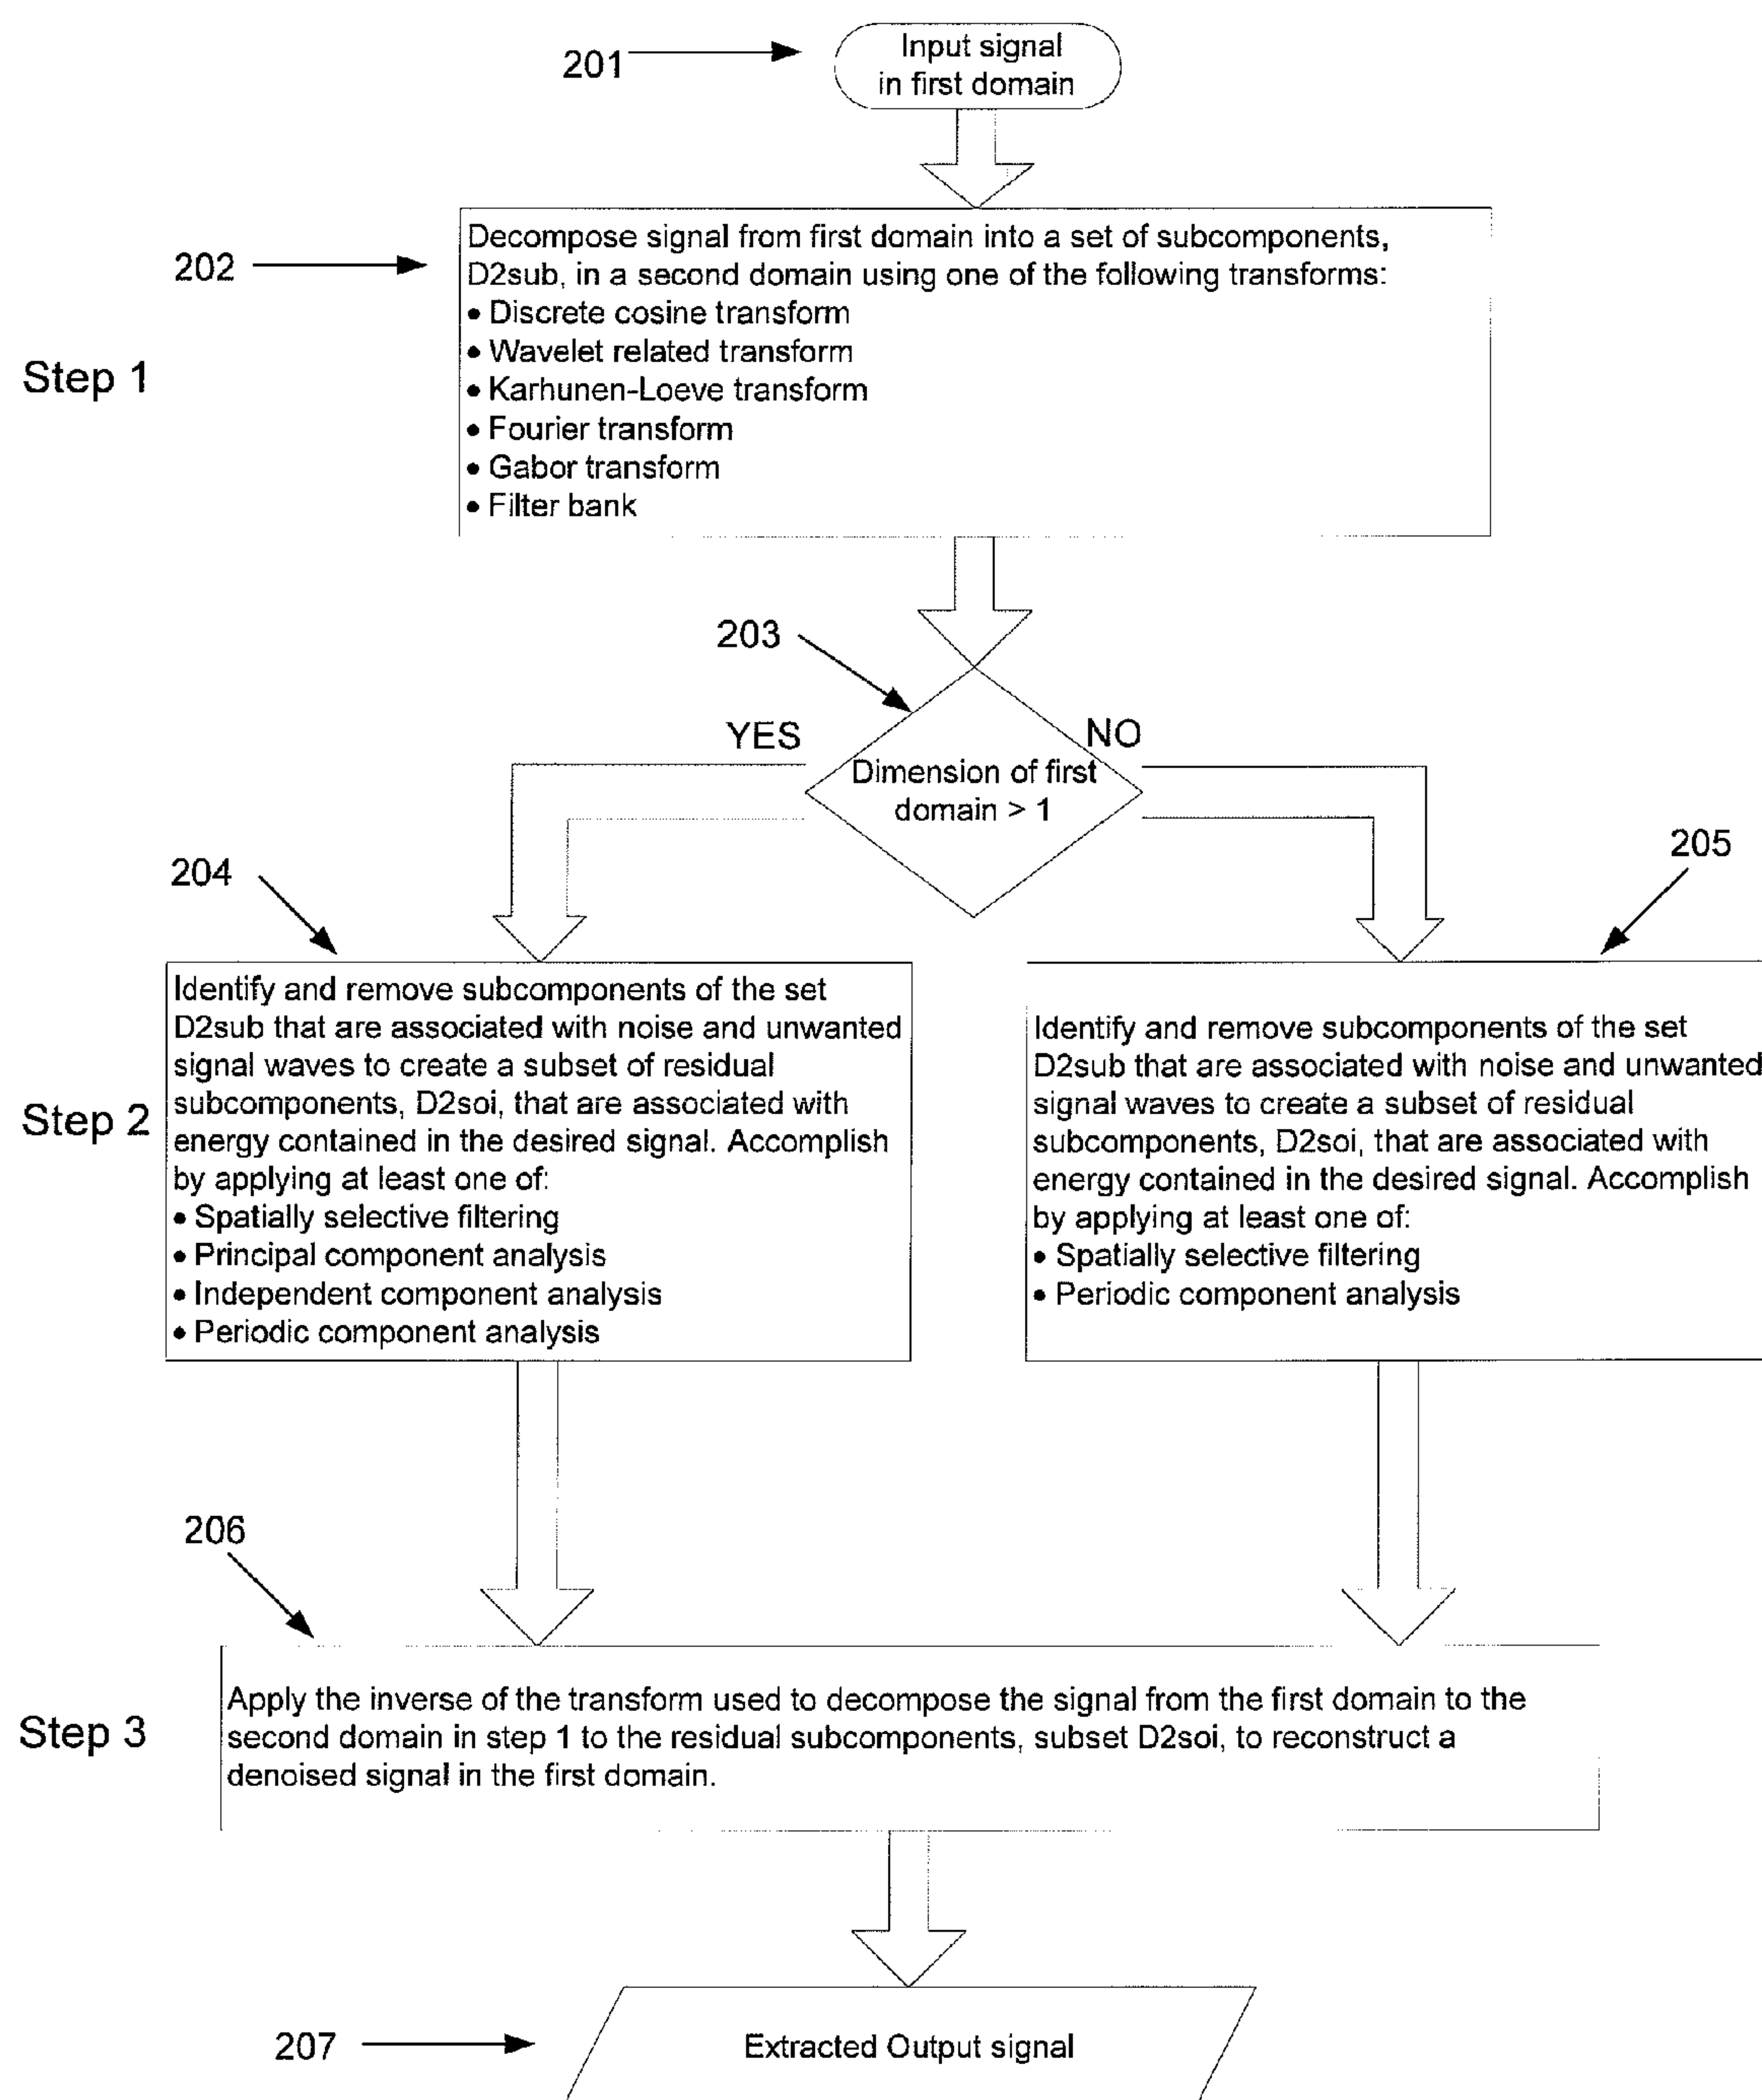 201
Input signal
in first domain
202
Step 1
Decompose signal from first domain into a set of subcomponents,
D2sub, in a second domain using one of the following transforms:
• Discrete cosine transform
• Wavelet related transform
• Karhunen-Loeve transform
• Fourier transform
• Gabor transform
• Filter bank
203
YES
NO
Dimension of first
domain > 1
204
205
Step 2
Identify and remove subcomponents of the set
D2sub that are associated with noise and unwanted
signal waves to create a subset of residual
subcomponents, D2soi, that are associated with
energy contained in the desired signal. Accomplish
by applying at least one of:
• Spatially selective filtering
• Principal component analysis
• Independent component analysis
• Periodic component analysis
Identify and remove subcomponents of the set
D2sub that are associated with noise and unwanted
signal waves to create a subset of residual
subcomponents, D2soi, that are associated with
energy contained in the desired signal. Accomplish
by applying at least one of:
• Spatially selective filtering
• Periodic component analysis
206
Step 3
Apply the inverse of the transform used to decompose the signal from the first domain to the
second domain in step 1 to the residual subcomponents, subset D2soi, to reconstruct a
denoised signal in the first domain.
207
Extracted Output signal